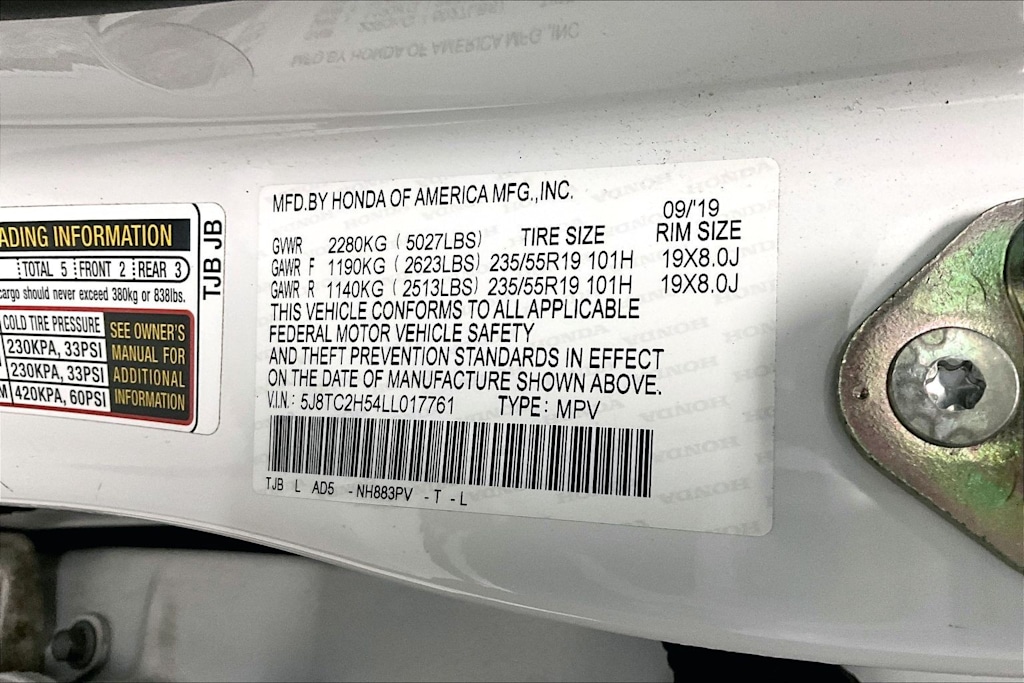 MFD.BY HONDA OF AMERICA MFG.,INC.
09/'19
GVWR 2280KG (5027LBS) TIRE SIZE RIM SIZE
GAWR F 1190KG (2623LBS) 235/55R19 101H 19X8.0J
GAWR R 1140KG (2513LBS) 235/55R19 101H 19X8.0J
THIS VEHICLE CONFORMS TO ALL APPLICABLE
FEDERAL MOTOR VEHICLE SAFETY
AND THEFT PREVENTION STANDARDS IN EFFECT
ON THE DATE OF MANUFACTURE SHOWN ABOVE.
V.I.N.: 5J8TC2H54LL017761 TYPE: MPV
TJB L AD5 -NH883PV -T -L
ADING INFORMATION
TOTAL 5 FRONT 2 REAR 3
cargo should never exceed 380kg or 838lbs.
COLD TIRE PRESSURE
230KPA, 33PSI
230KPA, 33PSI
420KPA, 60PSI
SEE OWNER'S
MANUAL FOR
ADDITIONAL
INFORMATION
TJB JB